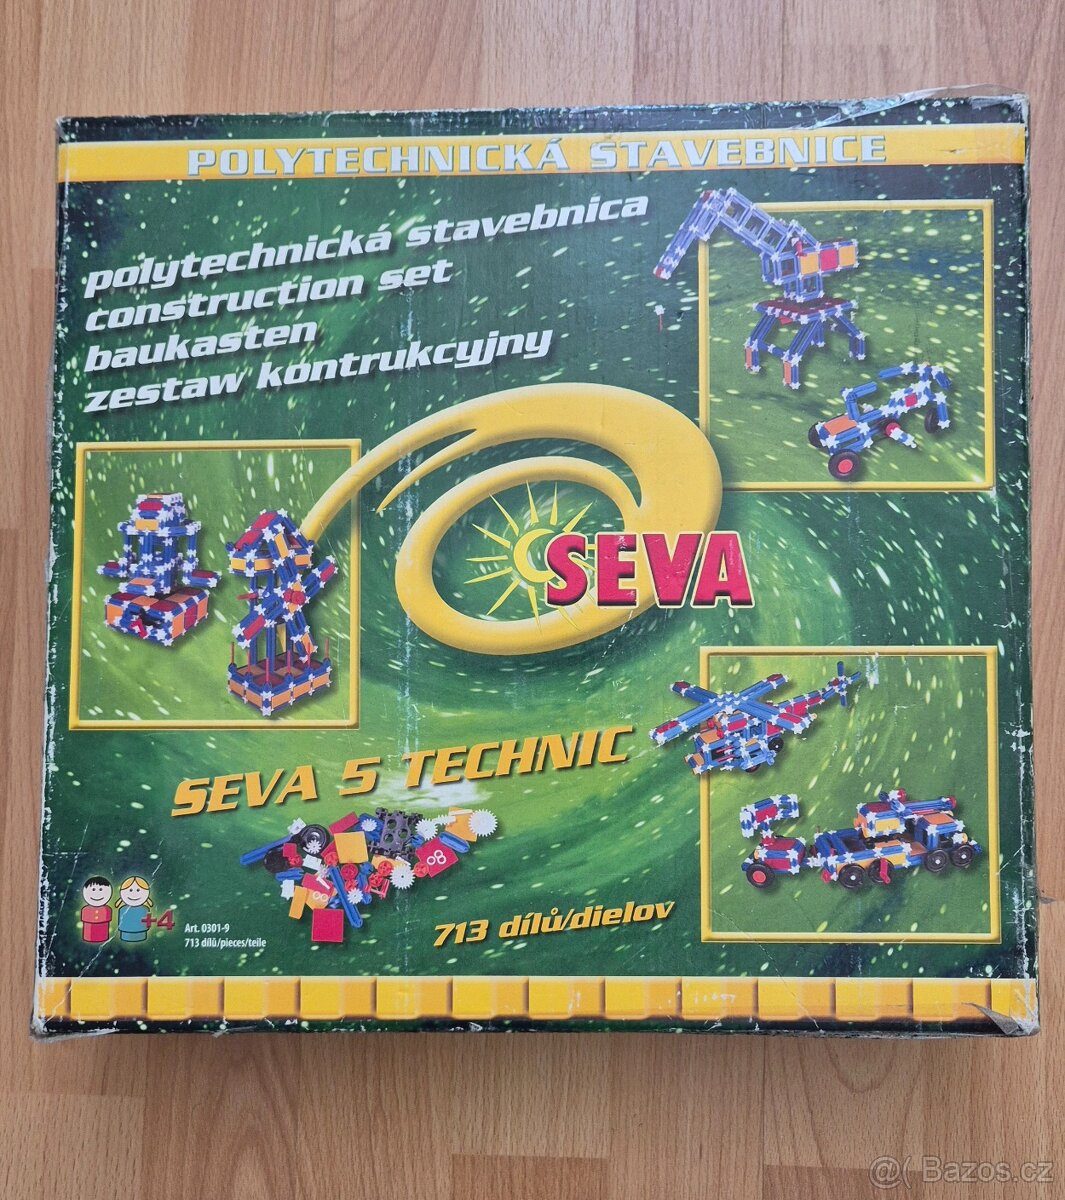 POLYTECHNICKÁ STAVEBNICE
polytechnická stavebnica
construction set
baukasten
zestaw kontrukcyjny
SEVA
SEVA 5 TECHNIC
+4
Art. 0301-9
713 dílů/pieces/teile
713 dílů/dielov
@( Bazos.cz